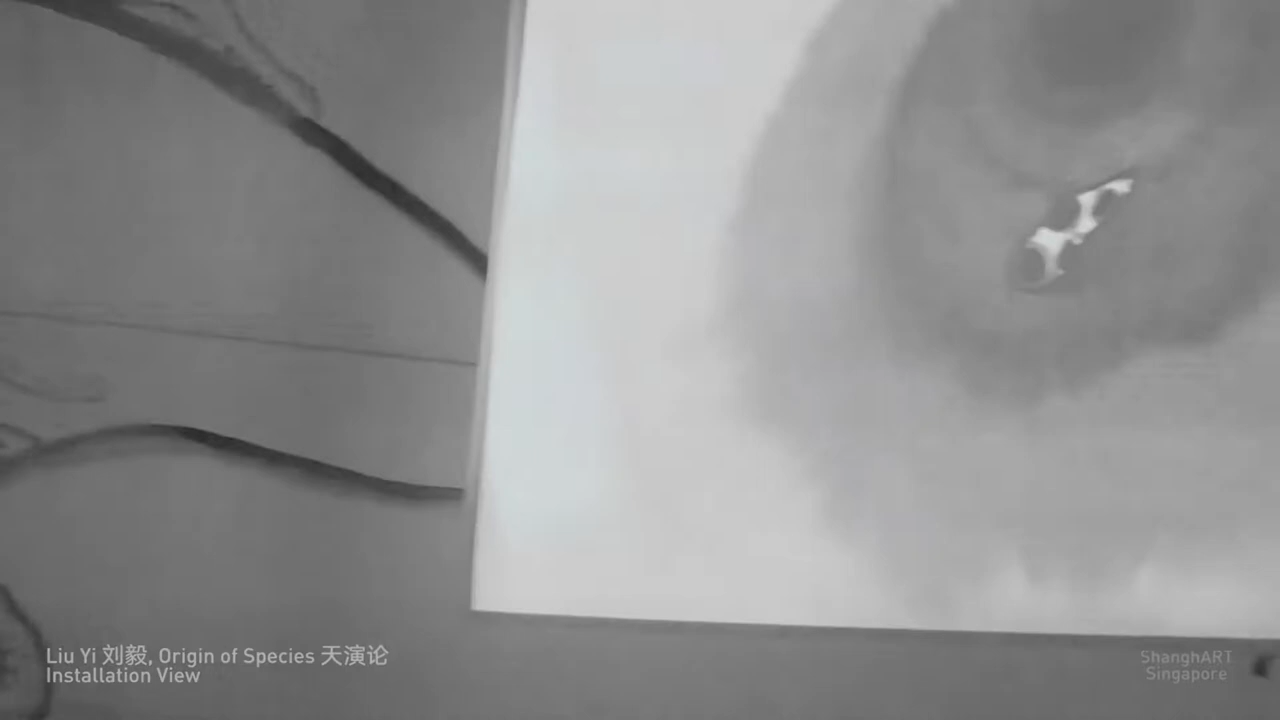 Liu Yi 刘毅, Origin of Species 天演论
Installation View
ShanghART
Singapore